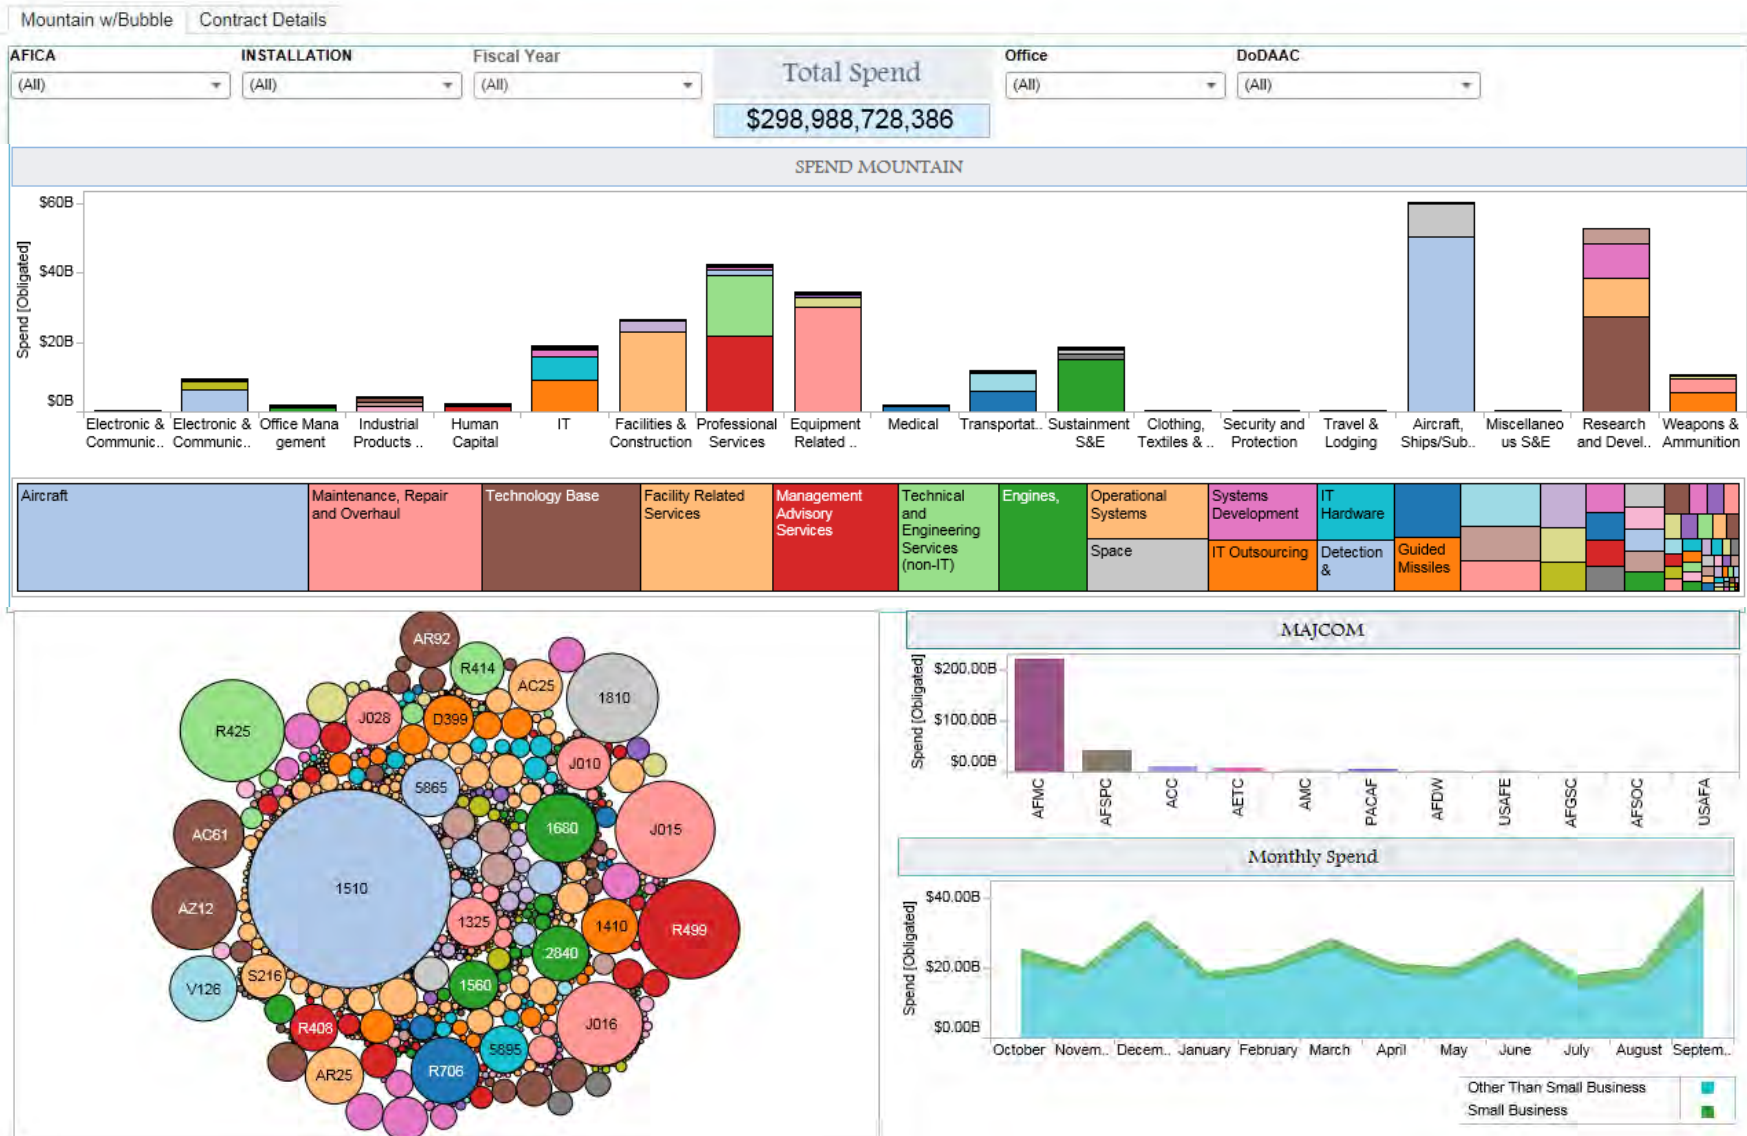 Mountain w/Bubble Contract Details
AFICA INSTALLATION Fiscal Year Office DoDAAC
(All) (All) (All) (All) (All)
Total Spend
$298,988,728,386
SPEND MOUNTAIN
Spend [Obligated]
$60B
$40B
$20B
$0B
Electronic & Communic..
Electronic & Communic..
Office Mana gement
Industrial Products ..
Human Capital
IT
Facilities & Construction
Professional Services
Equipment Related ..
Medical
Transportat..
Sustainment S&E
Clothing, Textiles & ..
Security and Protection
Travel & Lodging
Aircraft, Ships/Sub..
Miscellaneo us S&E
Research and Devel..
Weapons & Ammunition
Aircraft
Maintenance, Repair and Overhaul
Technology Base
Facility Related Services
Management Advisory Services
Technical and Engineering Services (non-IT)
Engines,
Operational Systems
Space
Systems Development
IT Outsourcing
IT Hardware
Detection &
Guided Missiles
AR92
R414
AC25
1810
R425
J028
D399
J010
5865
AC61
1680
J015
1510
AZ12
1325
1410
R499
2840
V126
S216
1560
J016
R408
5895
AR25
R706
MAJCOM
Spend [Obligated]
$200.00B
$100.00B
$0.00B
AFMC
AFSPC
ACC
AETC
AMC
PACAF
AFDW
USAFE
AFGSC
AFSOC
USAFA
Monthly Spend
Spend [Obligated]
$40.00B
$20.00B
$0.00B
October Novem.. Decem.. January February March April May June July August Septem..
Other Than Small Business
Small Business